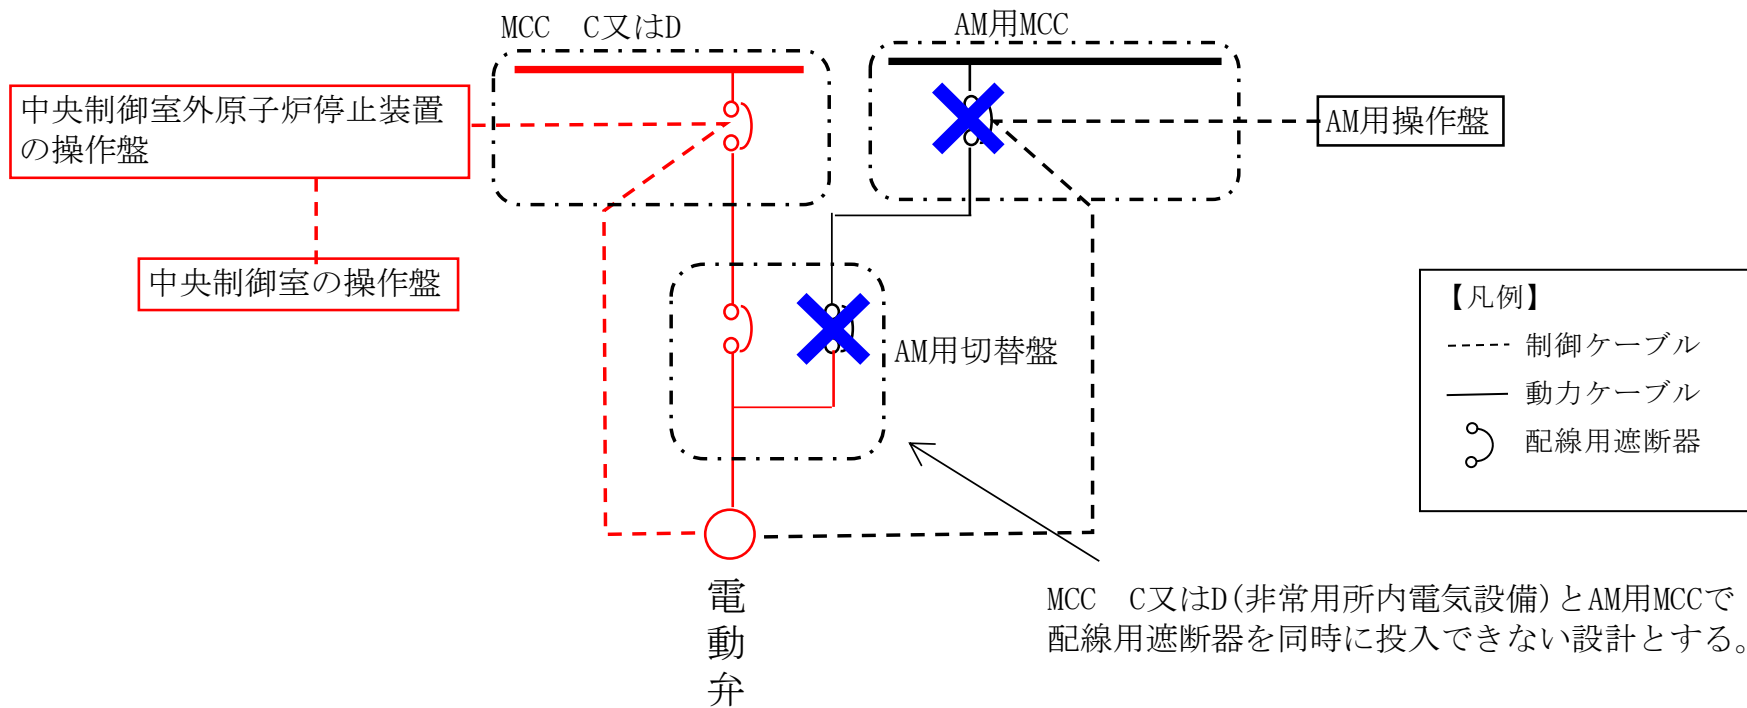 MCC　C又はD
AM用MCC
中央制御室外原子炉停止装置
の操作盤
AM用操作盤
中央制御室の操作盤
AM用切替盤
【凡例】
制御ケーブル
動力ケーブル
配線用遮断器
電動弁
MCC　C又はD(非常用所内電気設備)とAM用MCCで
配線用遮断器を同時に投入できない設計とする。